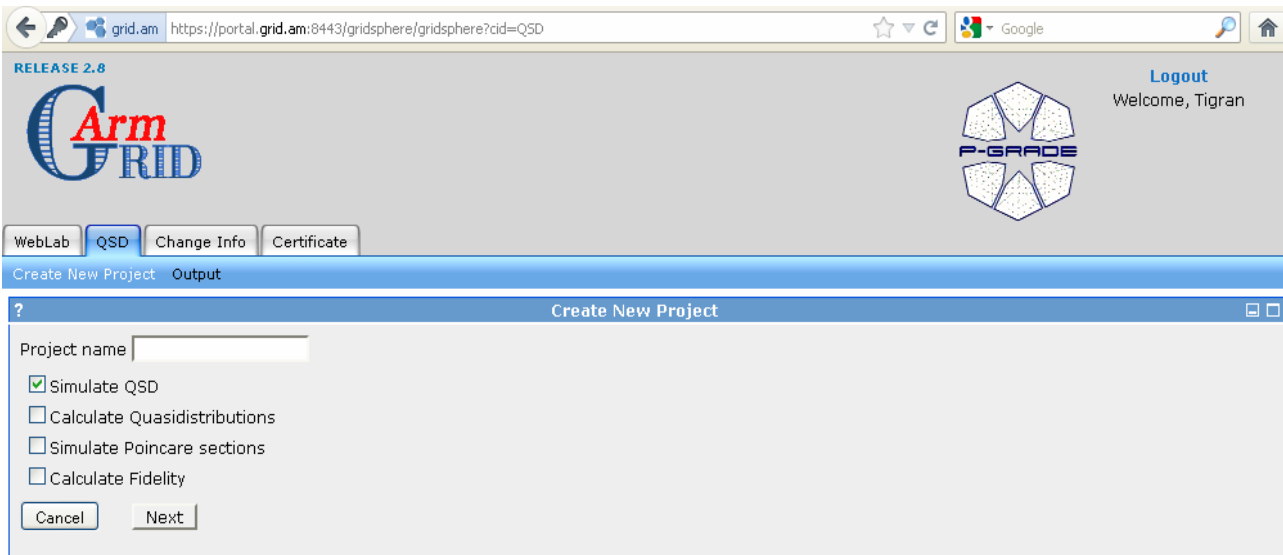 grid.am https://portal.grid.am:8443/gridsphere/gridsphere?cid=QSD Google
RELEASE 2.8
Arm
GRID
P-GRADE
Logout
Welcome, Tigran
WebLab QSD Change Info Certificate
Create New Project Output
? Create New Project
Project name
Simulate QSD
Calculate Quasidistributions
Simulate Poincare sections
Calculate Fidelity
Cancel Next